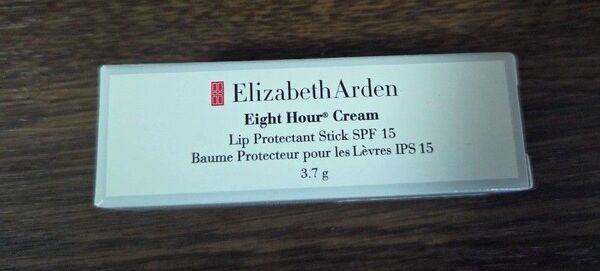 Elizabeth Arden
Eight Hour® Cream
Lip Protectant Stick SPF 15
Baume Protecteur pour les Lèvres IPS 15
3.7 g